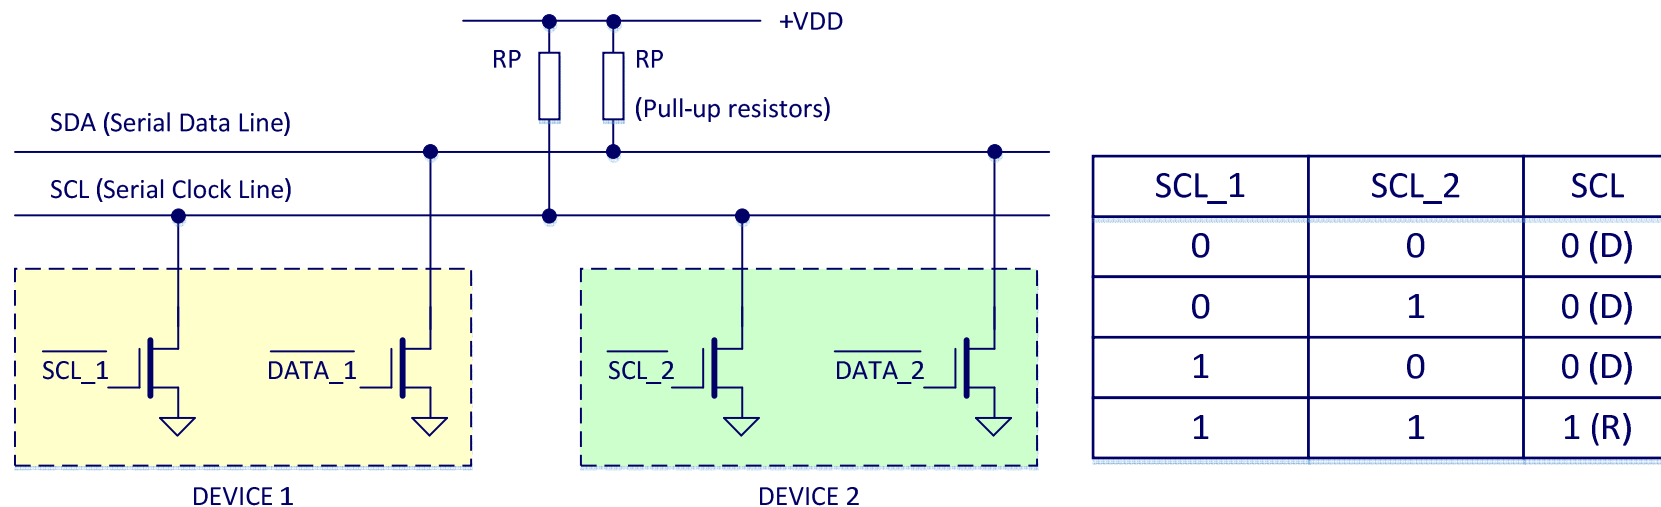 +VDD
RP RP
(Pull-up resistors)
SDA (Serial Data Line)
SCL (Serial Clock Line)
SCL_1 DATA_1 SCL_2 DATA_2
DEVICE 1 DEVICE 2
SCL_1 SCL_2 SCL
0 0 0 (D)
0 1 0 (D)
1 0 0 (D)
1 1 1 (R)